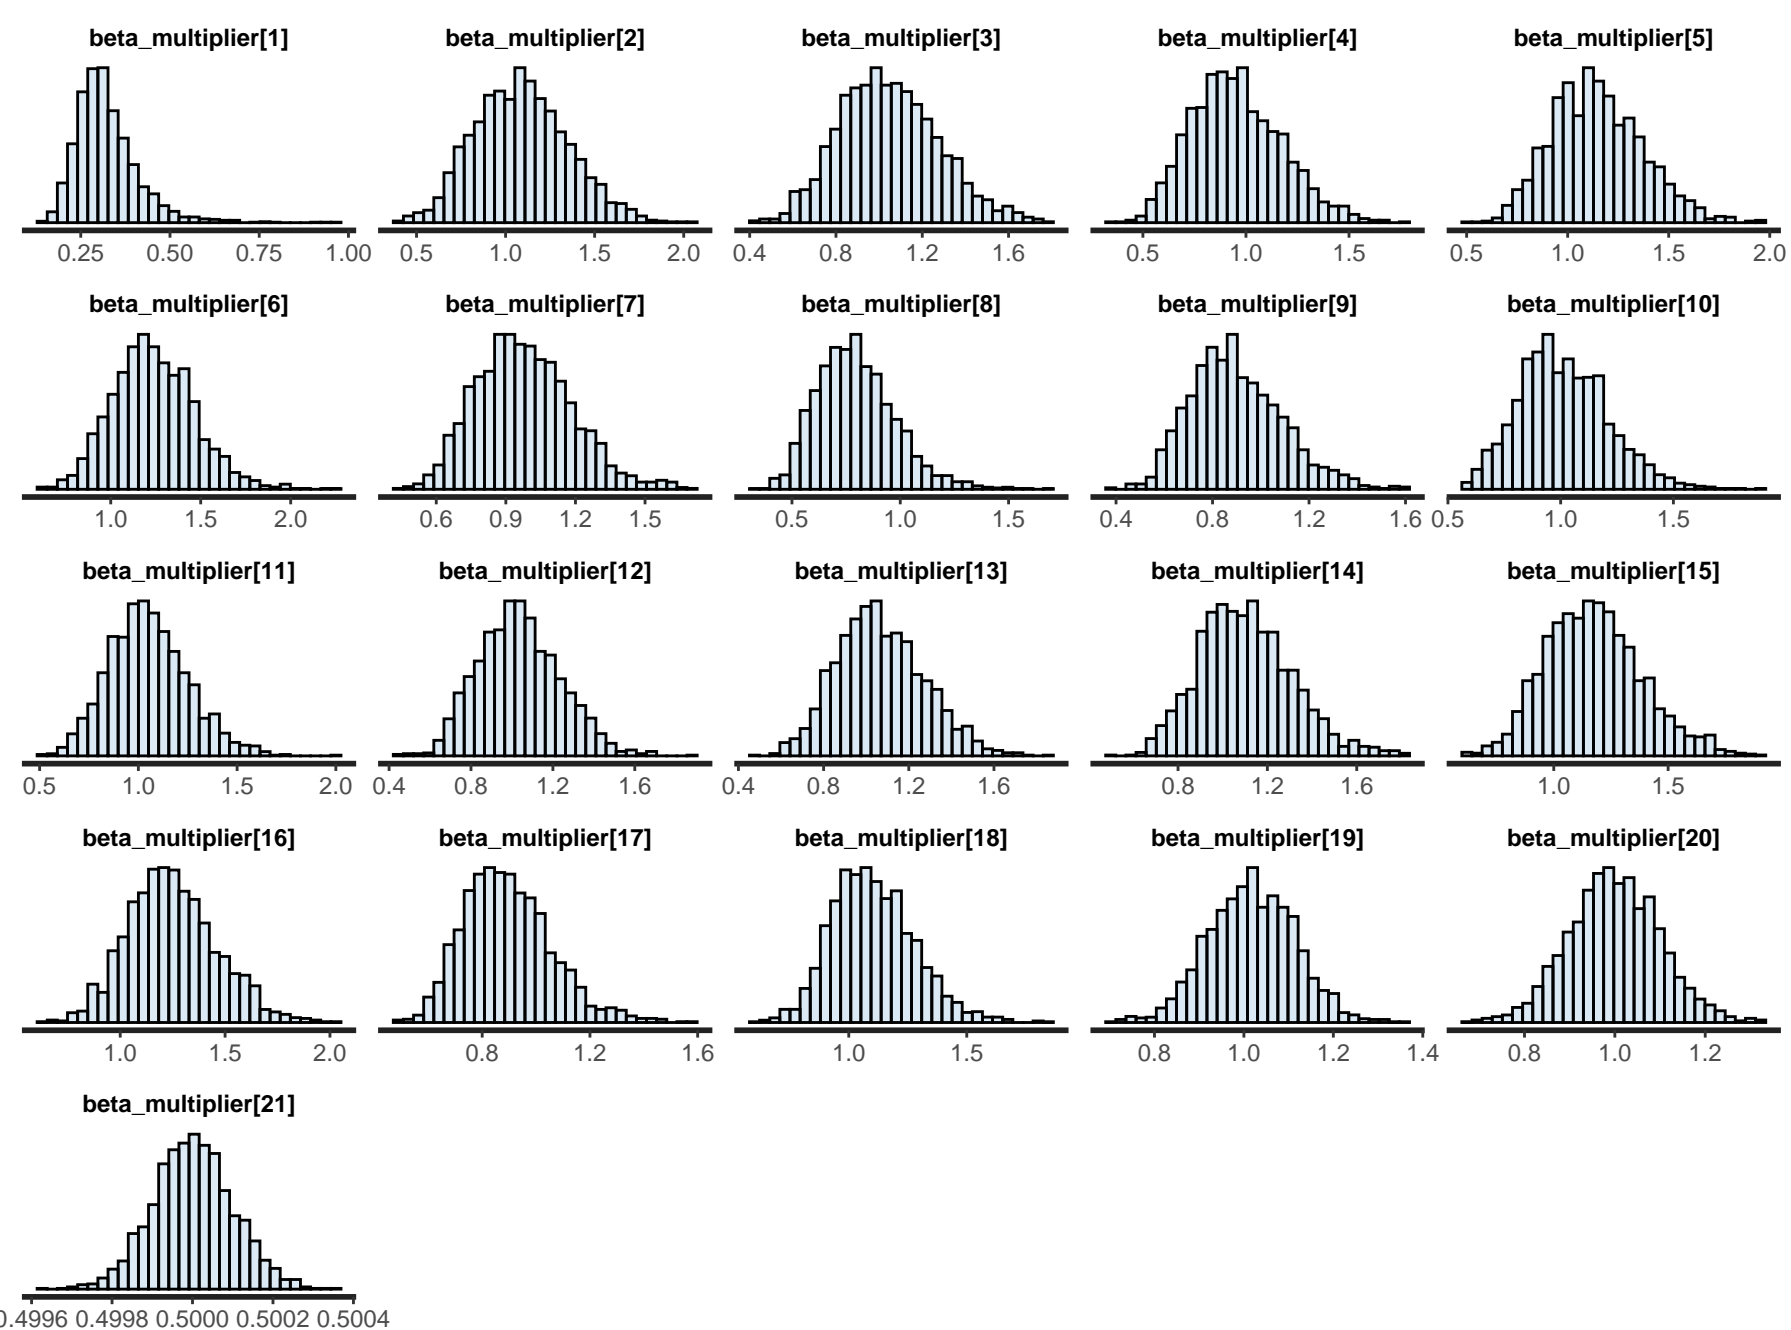 beta_multiplier[1] beta_multiplier[2] beta_multiplier[3] beta_multiplier[4] beta_multiplier[5]
0.25 0.50 0.75 1.00 0.5 1.0 1.5 2.0 0.4 0.8 1.2 1.6 0.5 1.0 1.5 0.5 1.0 1.5 2.0
beta_multiplier[6] beta_multiplier[7] beta_multiplier[8] beta_multiplier[9] beta_multiplier[10]
1.0 1.5 2.0 0.6 0.9 1.2 1.5 0.5 1.0 1.5 0.4 0.8 1.2 1.6 0.5 1.0 1.5
beta_multiplier[11] beta_multiplier[12] beta_multiplier[13] beta_multiplier[14] beta_multiplier[15]
0.5 1.0 1.5 2.0 0.4 0.8 1.2 1.6 0.4 0.8 1.2 1.6 0.8 1.2 1.6 1.0 1.5
beta_multiplier[16] beta_multiplier[17] beta_multiplier[18] beta_multiplier[19] beta_multiplier[20]
1.0 1.5 2.0 0.8 1.2 1.6 1.0 1.5 0.8 1.0 1.2 1.4 0.8 1.0 1.2
beta_multiplier[21]
0.4996 0.4998 0.5000 0.5002 0.5004